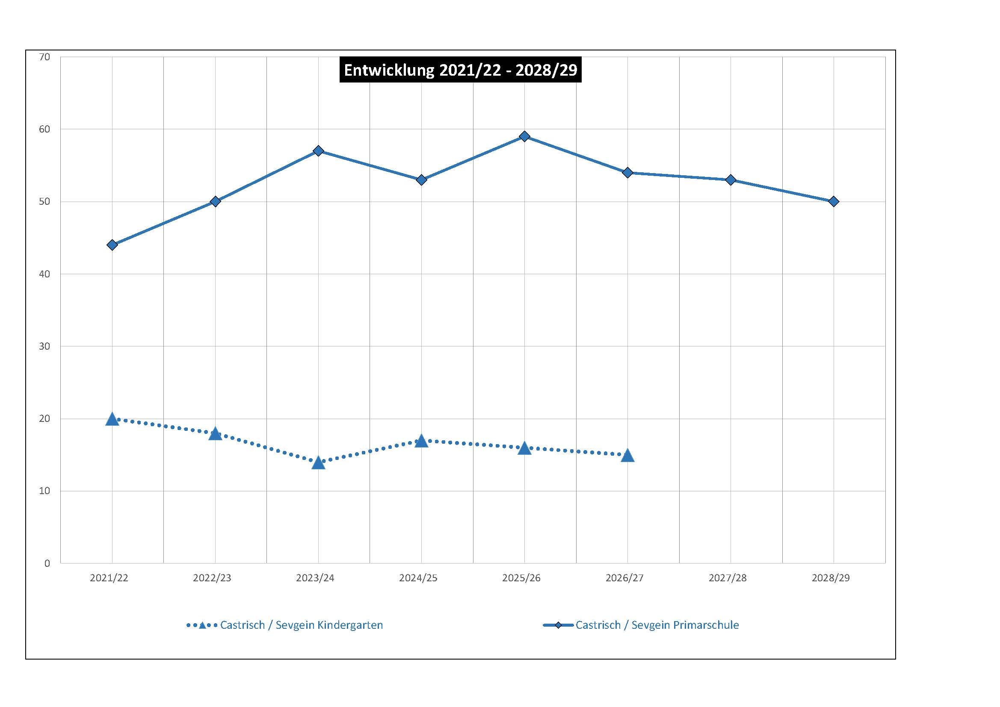 Entwicklung 2021/22 - 2028/29
70
60
50
40
30
20
10
0
2021/22 2022/23 2023/24 2024/25 2025/26 2026/27 2027/28 2028/29
Castrisch / Sevgein Kindergarten Castrisch / Sevgein Primarschule